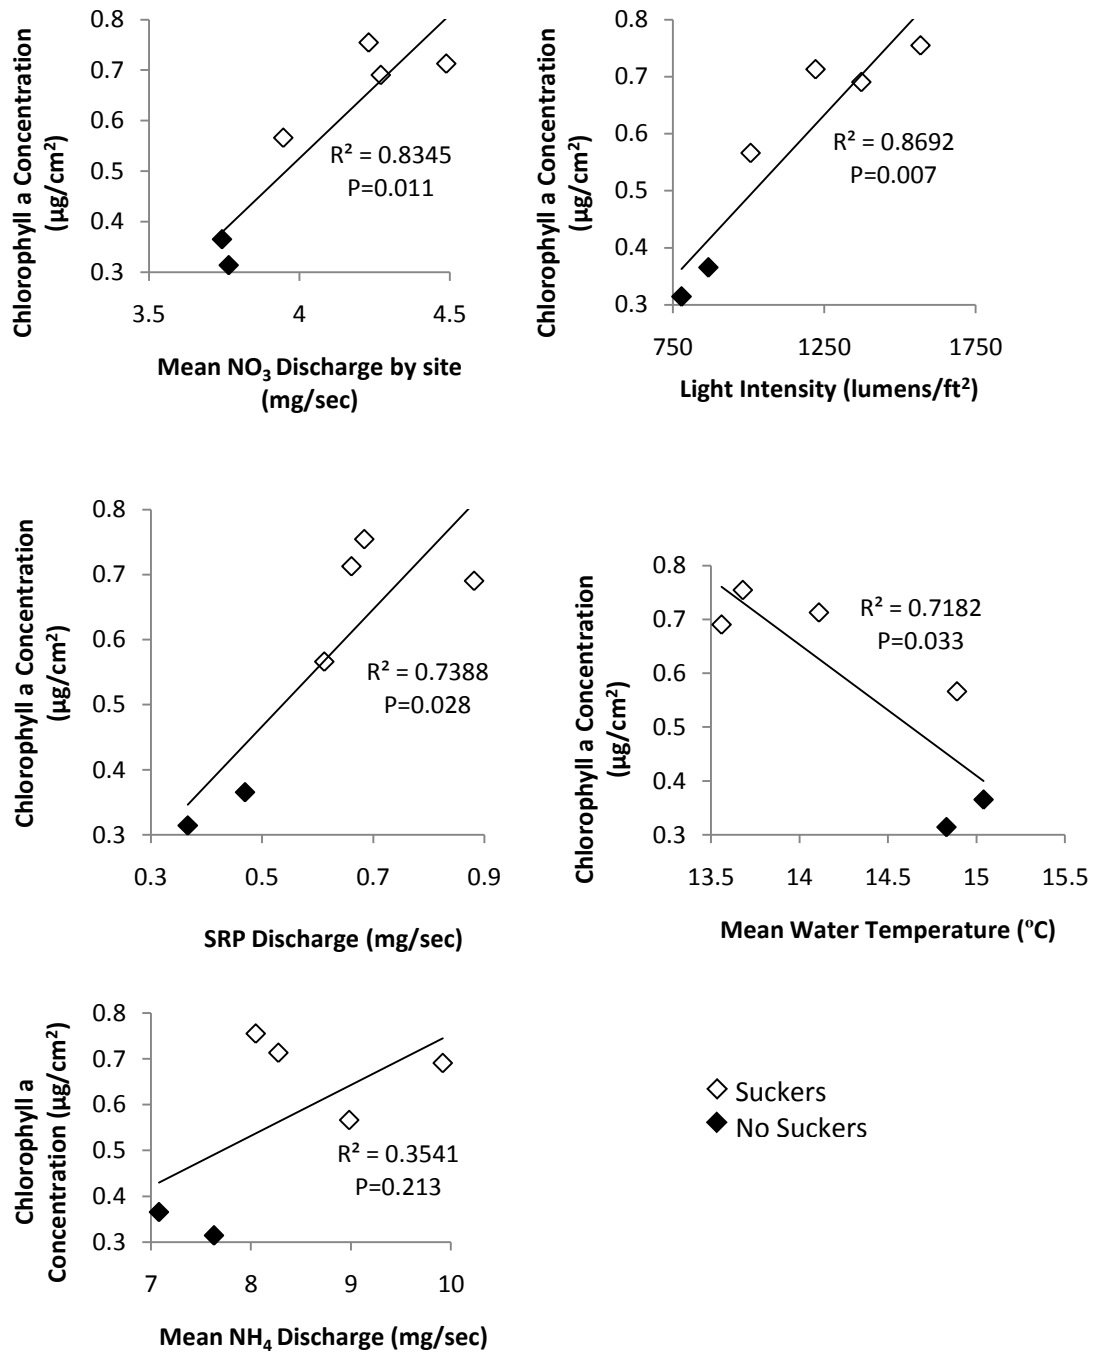 Chlorophyll a Concentration
(µg/cm²)
0.8
0.7
0.6
0.5
0.4
0.3
R² = 0.8345
P=0.011
3.5 4 4.5
Mean NO₃ Discharge by site
(mg/sec)
Chlorophyll a Concentration
(µg/cm²)
0.8
0.7
0.6
0.5
0.4
0.3
R² = 0.8692
P=0.007
750 1250 1750
Light Intensity (lumens/ft²)
Chlorophyll a Concentration
(µg/cm²)
0.8
0.7
0.6
0.5
0.4
0.3
R² = 0.7388
P=0.028
0.3 0.5 0.7 0.9
SRP Discharge (mg/sec)
Chlorophyll a Concentration
(µg/cm²)
0.8
0.7
0.6
0.5
0.4
0.3
R² = 0.7182
P=0.033
13.5 14 14.5 15 15.5
Mean Water Temperature (ºC)
Chlorophyll a
Concentration (µg/cm²)
0.8
0.7
0.6
0.5
0.4
0.3
R² = 0.3541
P=0.213
7 8 9 10
Mean NH₄ Discharge (mg/sec)
Suckers
No Suckers